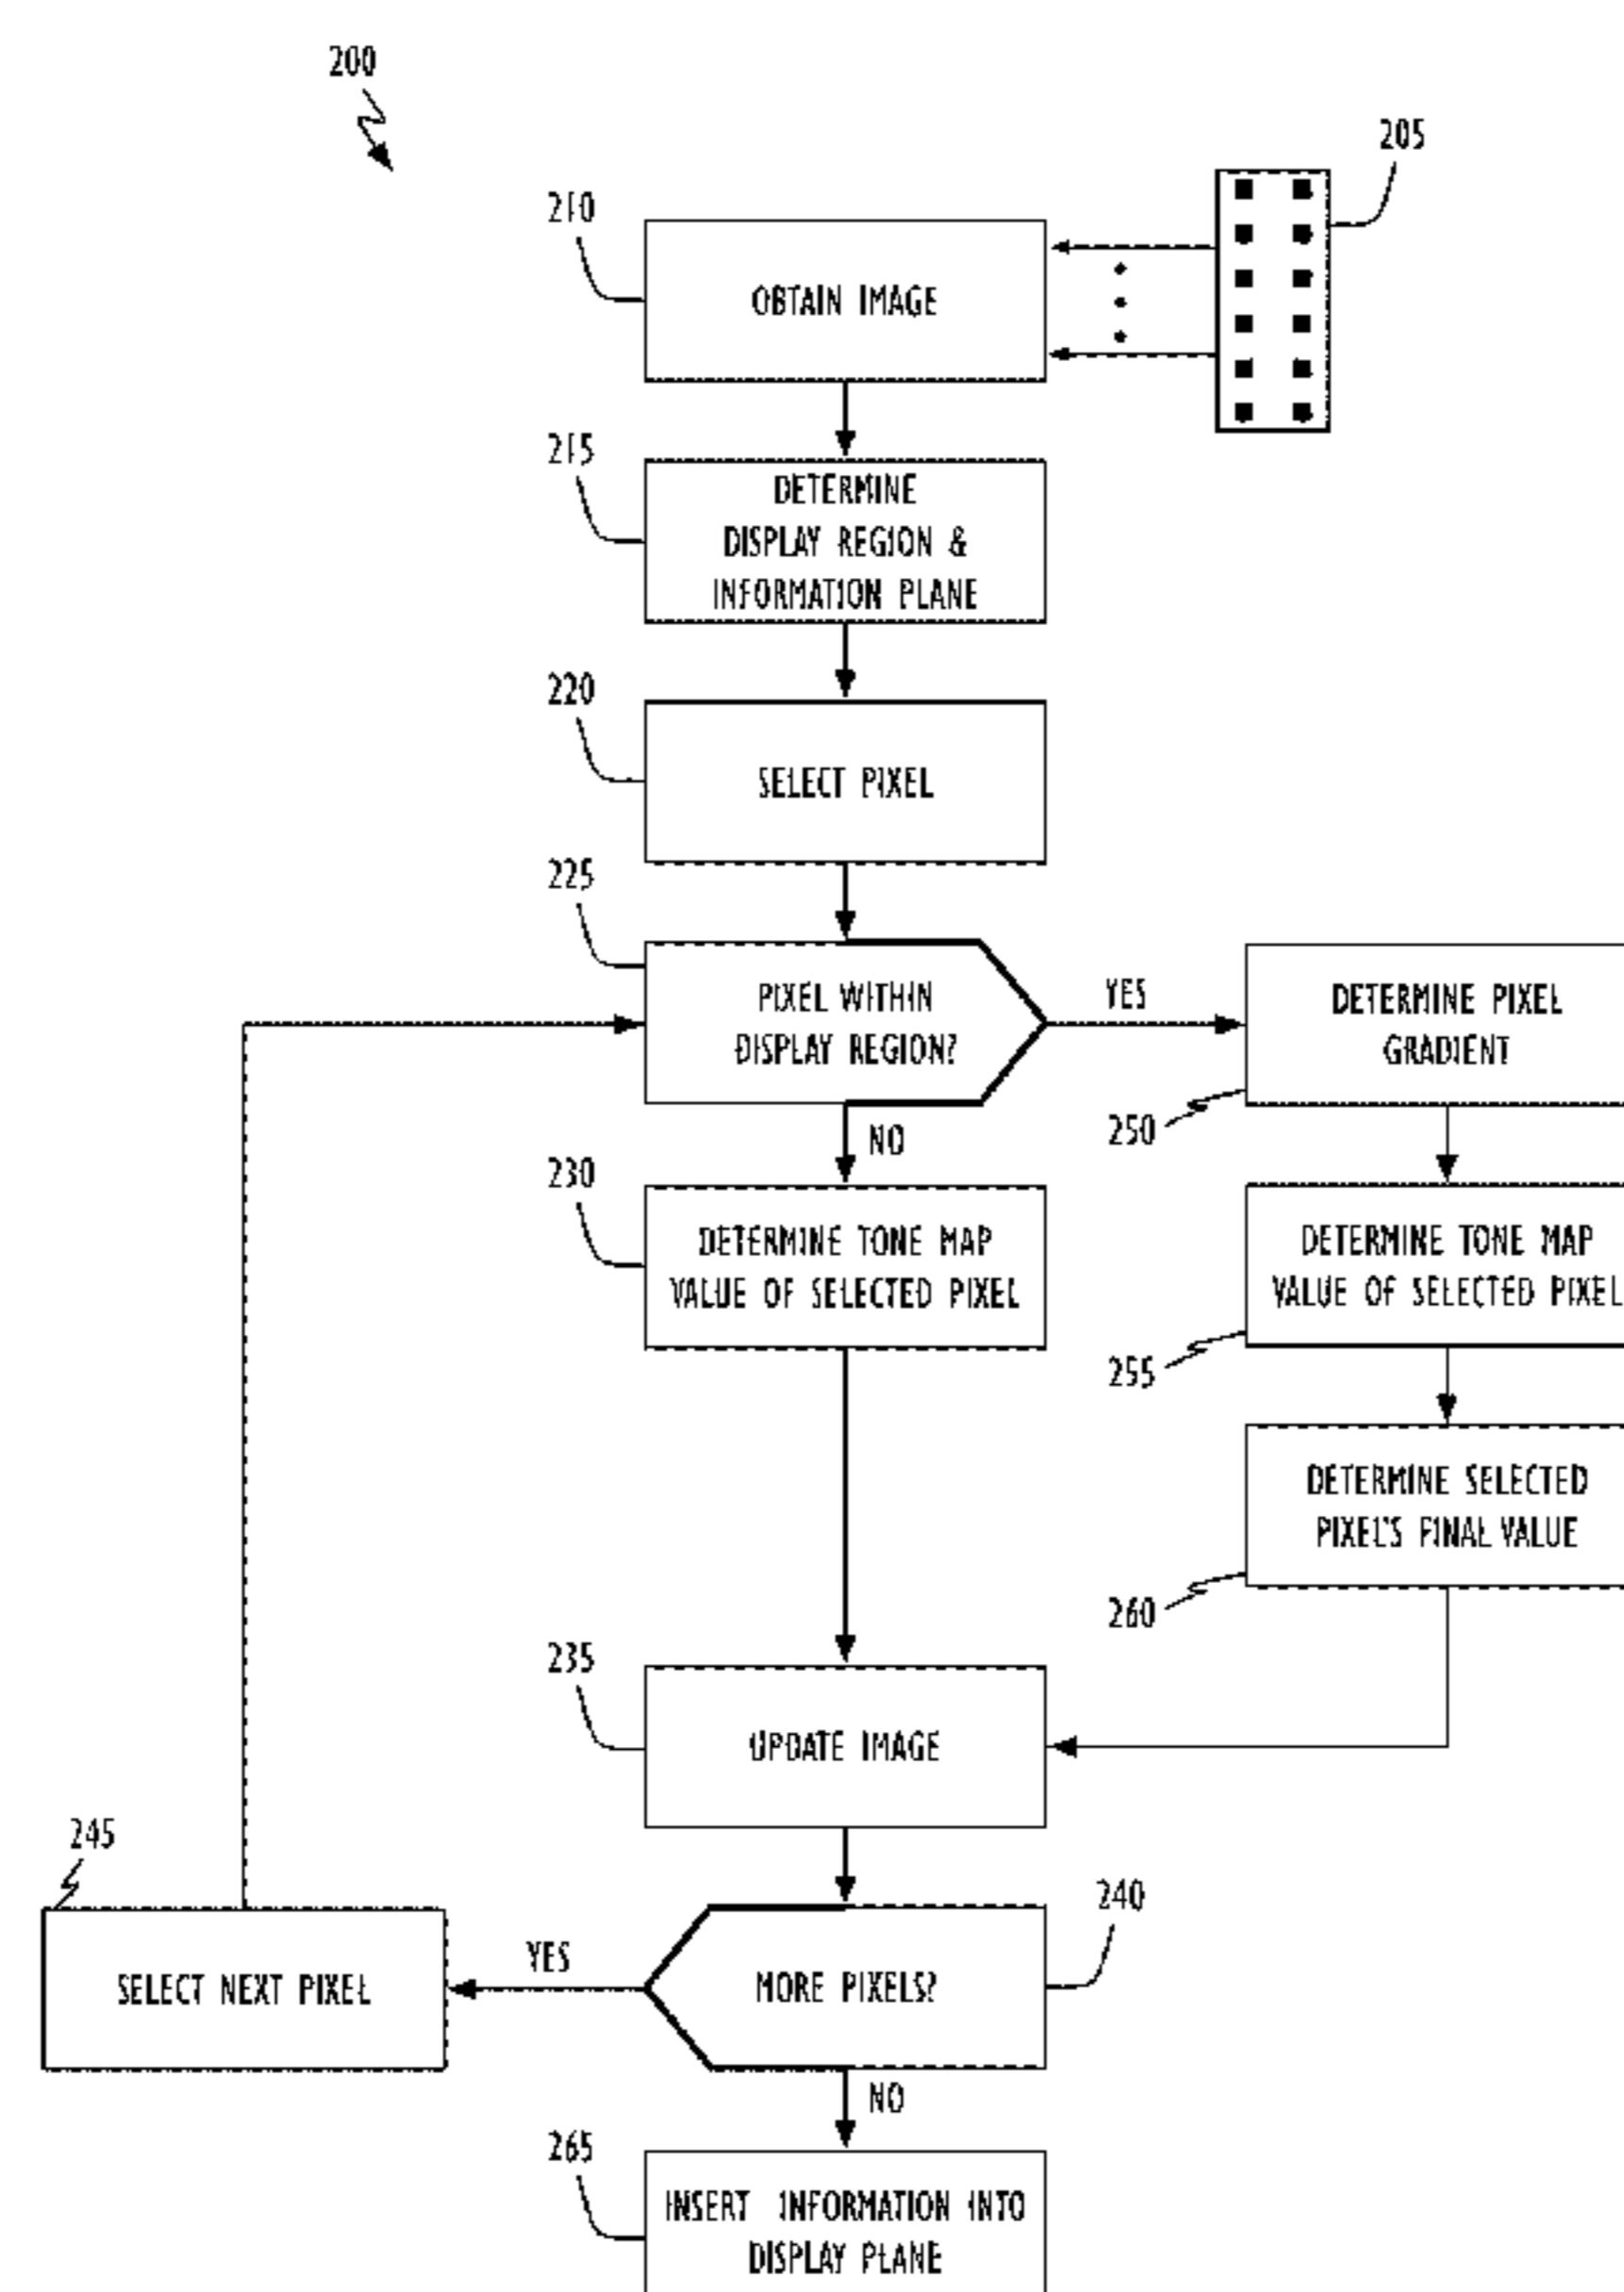 200
205
210
OBTAIN IMAGE
215
DETERMINE
DISPLAY REGION &
INFORMATION PLANE
220
SELECT PIXEL
225
PIXEL WITHIN
DISPLAY REGION?
YES
DETERMINE PIXEL
GRADIENT
250
NO
230
DETERMINE TONE MAP
VALUE OF SELECTED PIXEL
DETERMINE TONE MAP
VALUE OF SELECTED PIXEL
255
DETERMINE SELECTED
PIXEL'S FINAL VALUE
260
235
UPDATE IMAGE
245
240
SELECT NEXT PIXEL
YES
MORE PIXELS?
NO
265
INSERT INFORMATION INTO
DISPLAY PLANE